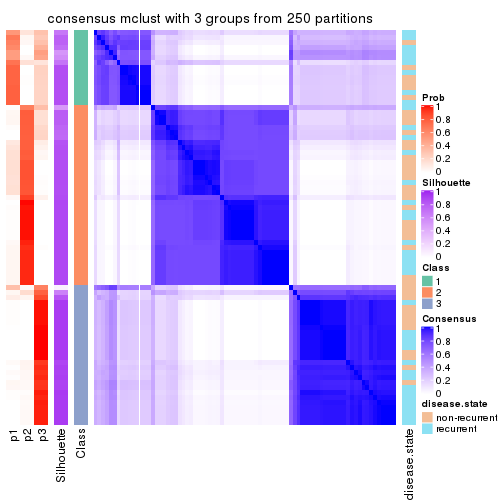 consensus mclust with 3 groups from 250 partitions
Prob
1
0.8
0.6
0.4
0.2
0
Silhouette
1
0.8
0.6
0.4
0.2
0
Class
1
2
3
Consensus
1
0.8
0.6
0.4
0.2
0
disease.state
non-recurrent
recurrent
p1
p2
p3
Silhouette
Class
disease.state